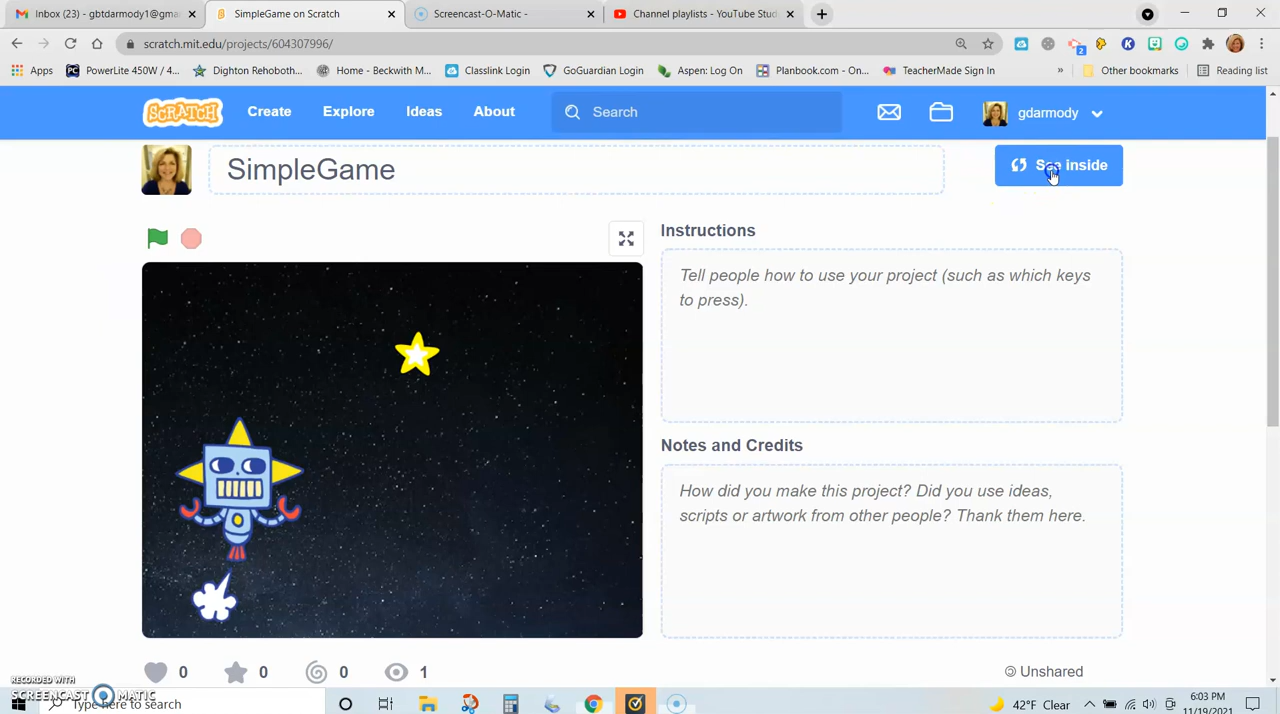 Inbox (23) - gbtdarmody1@gma
SimpleGame on Scratch
Screencast-O-Matic -
Channel playlists - YouTube Stud
scratch.mit.edu/projects/604307996/
2
Apps
PC PowerLite 450W / 4...
Dighton Rehoboth...
Home - Beckwith M...
Classlink Login
GoGuardian Login
Aspen: Log On
Planbook.com - On...
TeacherMade Sign In
»
Other bookmarks
Reading list
SCRATCH
Create
Explore
Ideas
About
Search
gdarmody
SimpleGame
inside
Instructions
Tell people how to use your project (such as which keys
to press).
Notes and Credits
How did you make this project? Did you use ideas,
scripts or artwork from other people? Thank them here.
0
0
0
1
Unshared
RECORDED WITH
SCREENCAST MATIC
Type here to search
42°F Clear
6:03 PM
11/19/2021